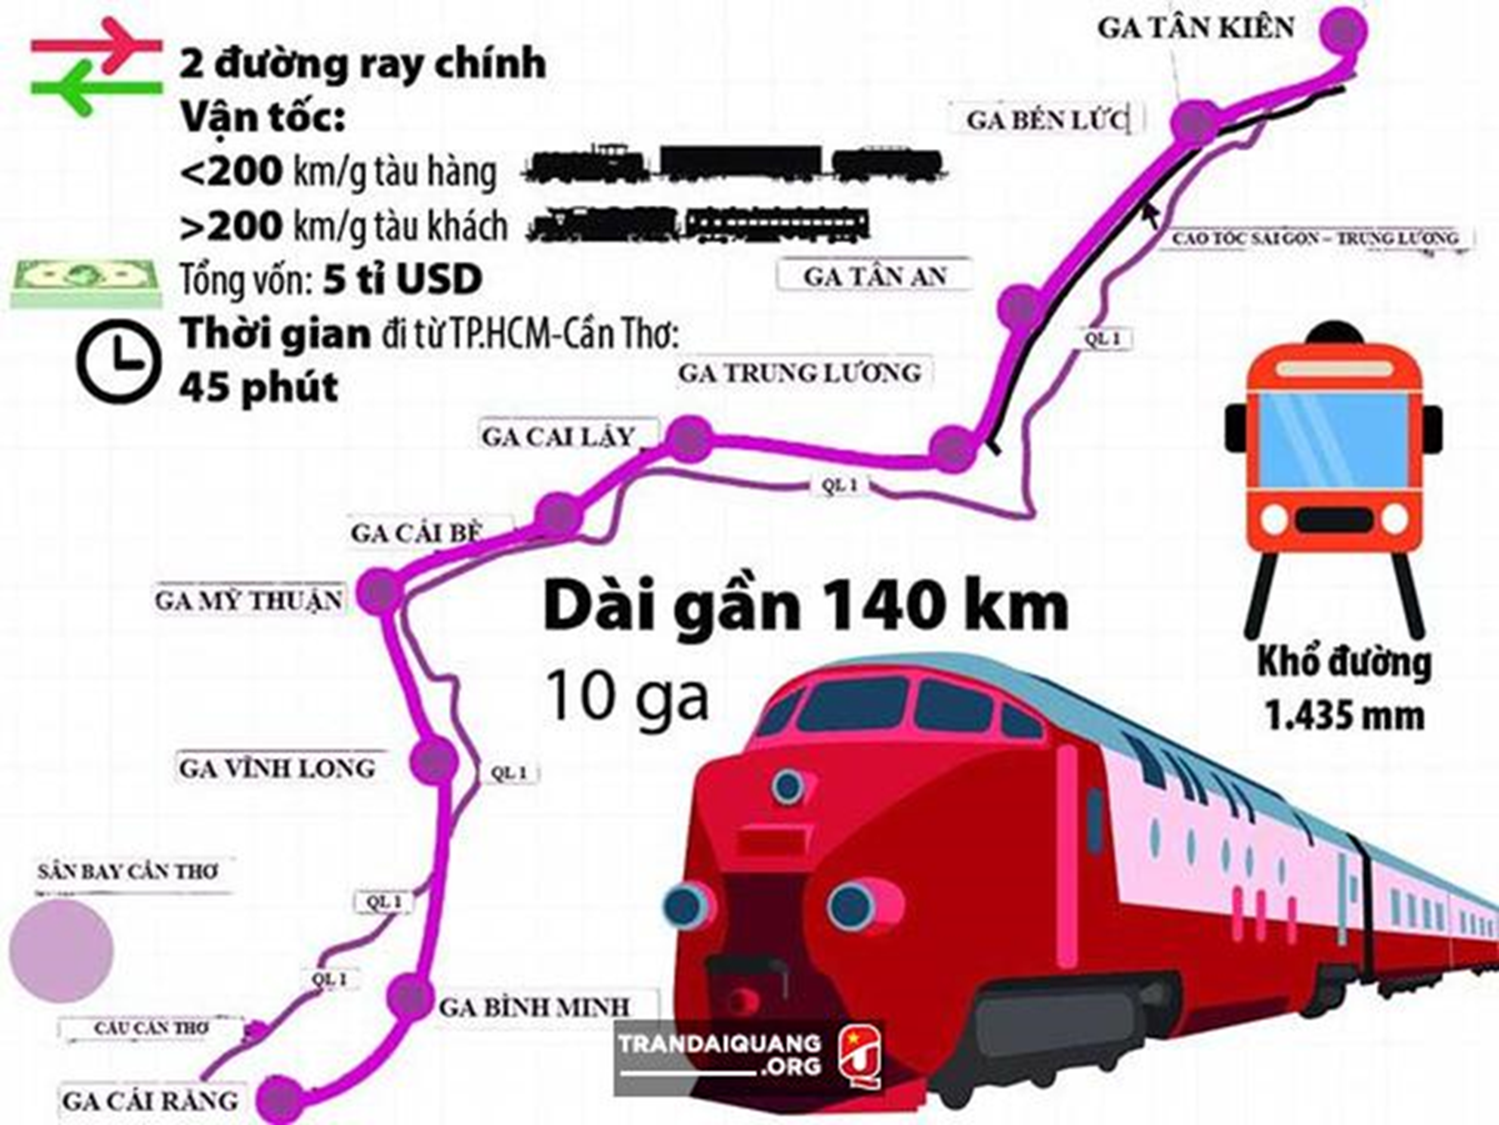 2 đường ray chính
Vận tốc:
<200 km/g tàu hàng
>200 km/g tàu khách
Tổng vốn: 5 tỉ USD
Thời gian đi từ TP.HCM-Cần Thơ:
45 phút
GA TÂN KIÊN
GA BẾN LỨC
CAO TỐC SÀI GÒN – TRUNG LƯƠNG
GA TÂN AN
QL 1
GA TRUNG LƯƠNG
GA CAI LẬY
QL 1
GA CÁI BÈ
GA MỸ THUẬN
Dài gần 140 km
10 ga
Khổ đường
1.435 mm
GA VĨNH LONG
QL 1
SÂN BAY CẦN THƠ
QL 1
QL 1
GA BÌNH MINH
CẦU CẦN THƠ
TRANDAIQUANG
.ORG
GA CÁI RĂNG